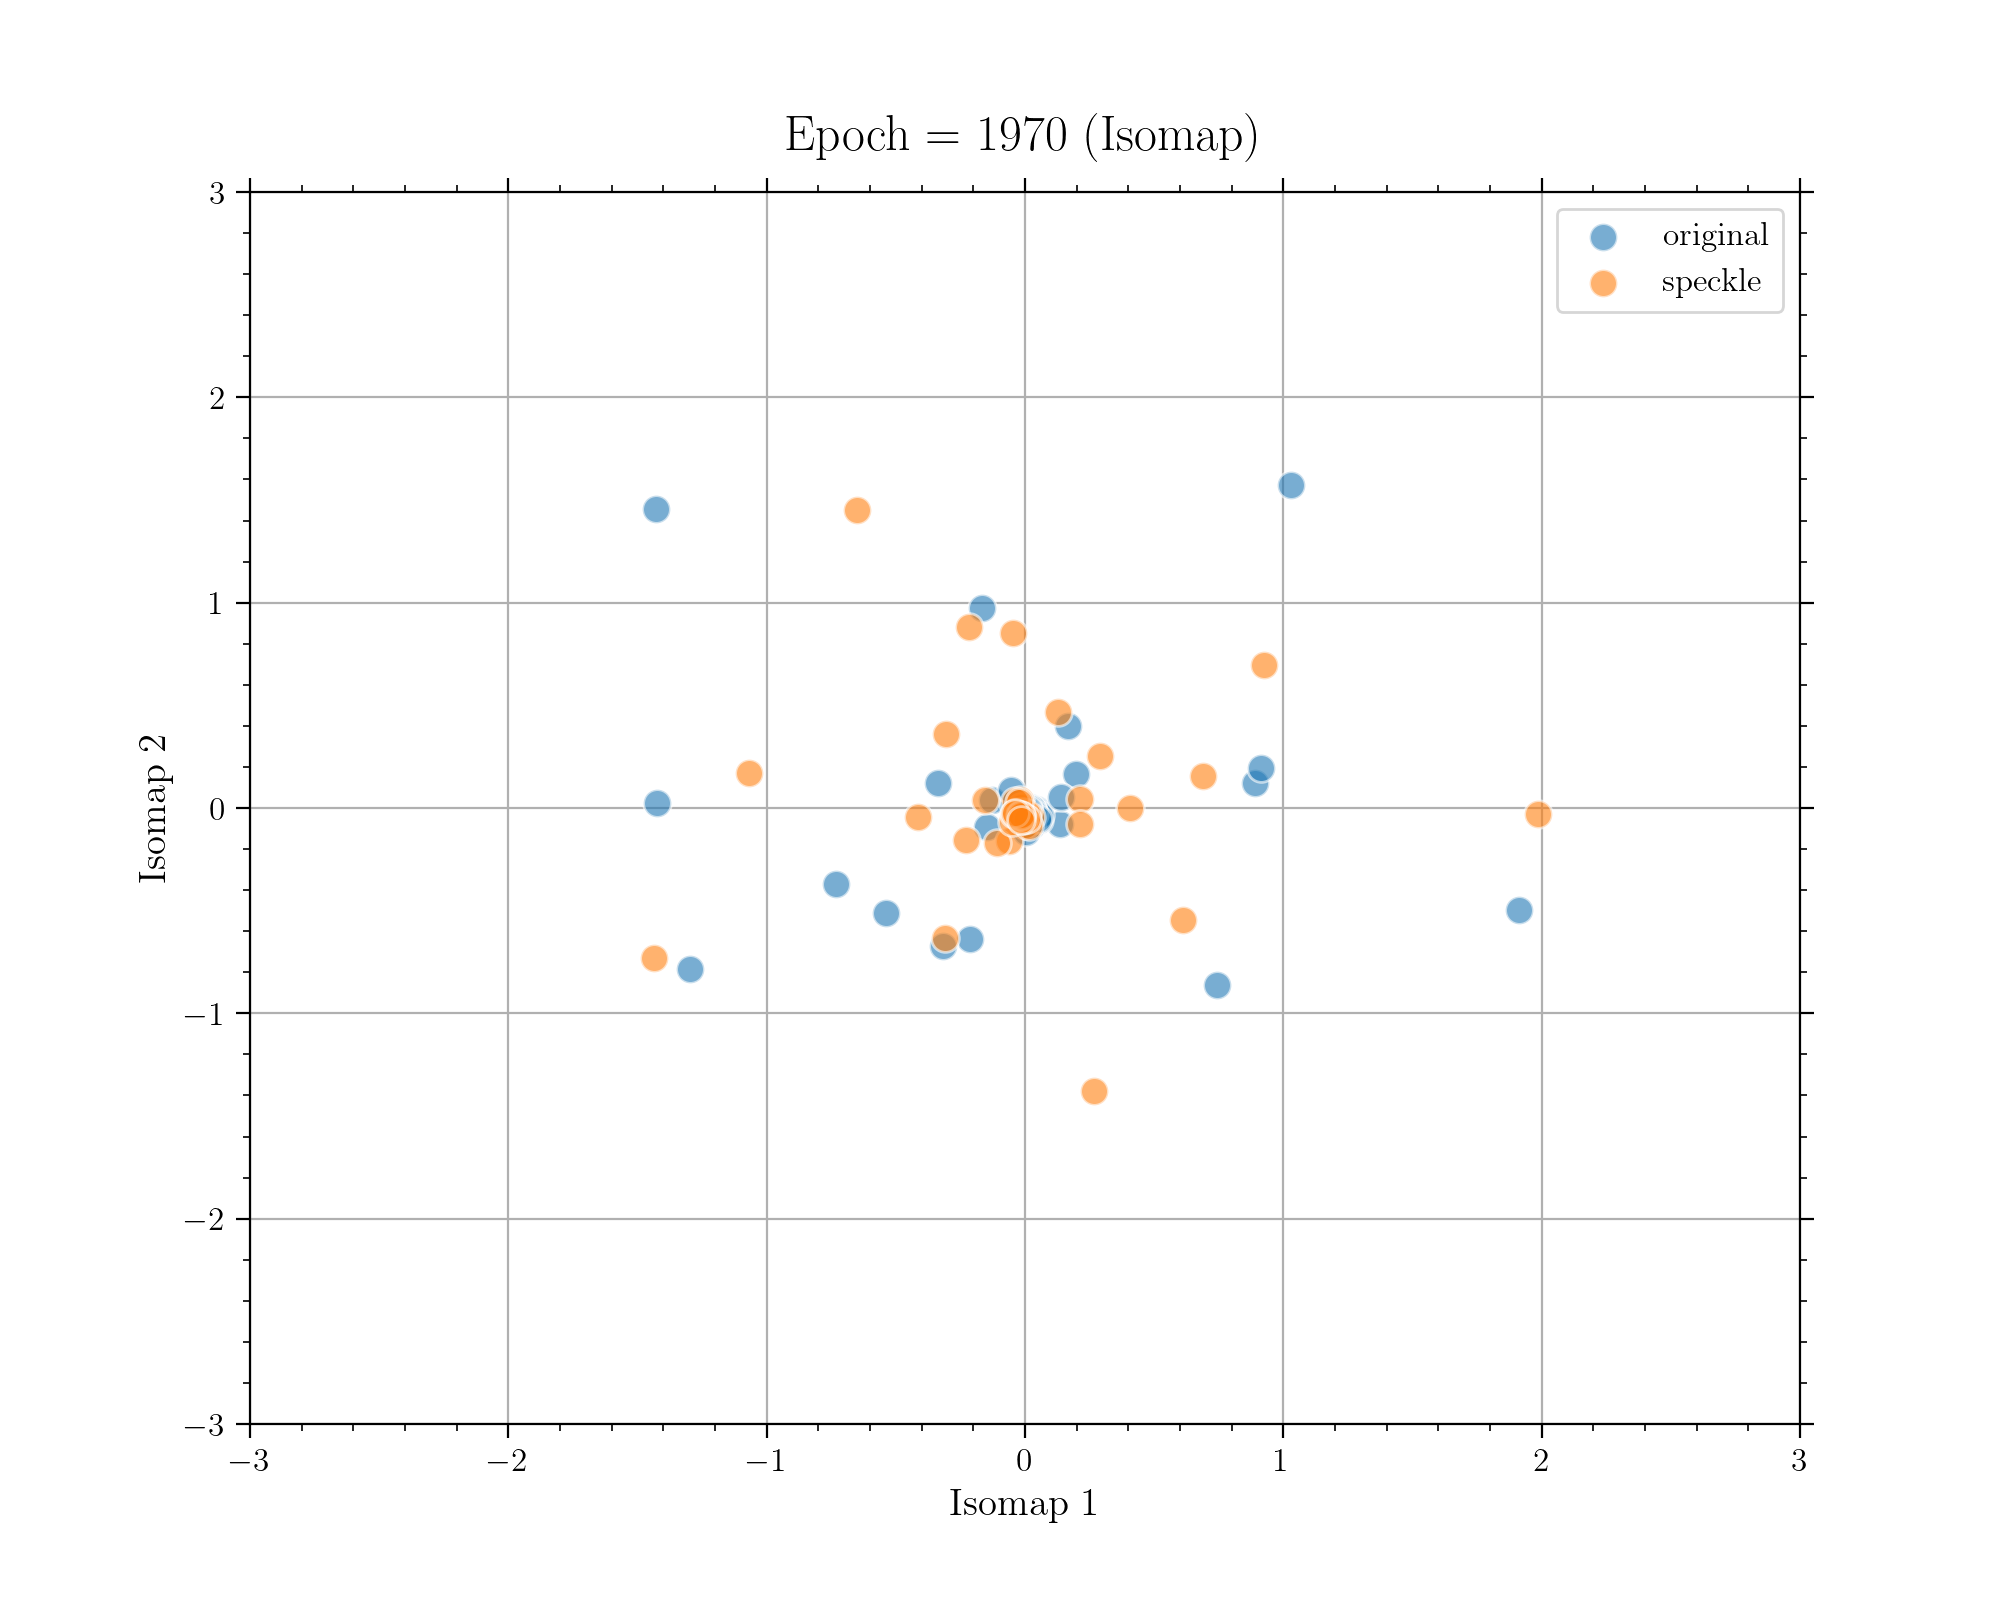 Epoch = 1970 (Isomap)
original
speckle
3
2
1
0
−1
−2
−3
Isomap 2
−3
−2
−1
0
1
2
3
Isomap 1